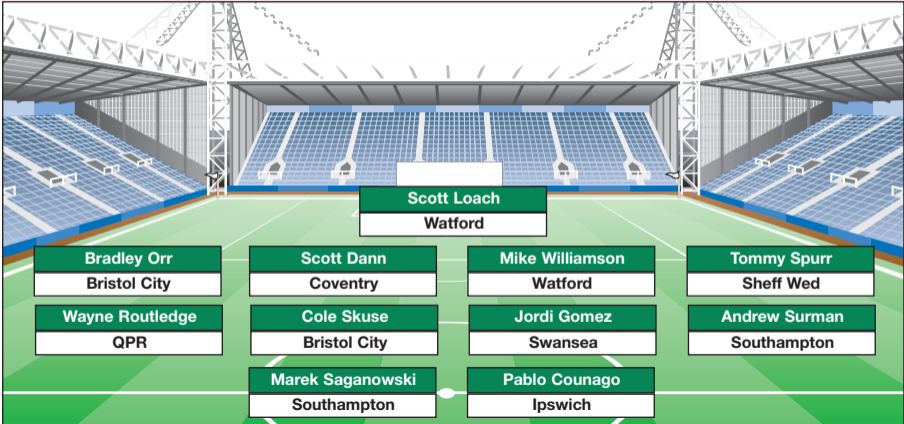 Scott Loach
Watford
Bradley Orr
Bristol City
Scott Dann
Coventry
Mike Williamson
Watford
Tommy Spurr
Sheff Wed
Wayne Routledge
QPR
Cole Skuse
Bristol City
Jordi Gomez
Swansea
Andrew Surman
Southampton
Marek Saganowski
Southampton
Pablo Counago
Ipswich